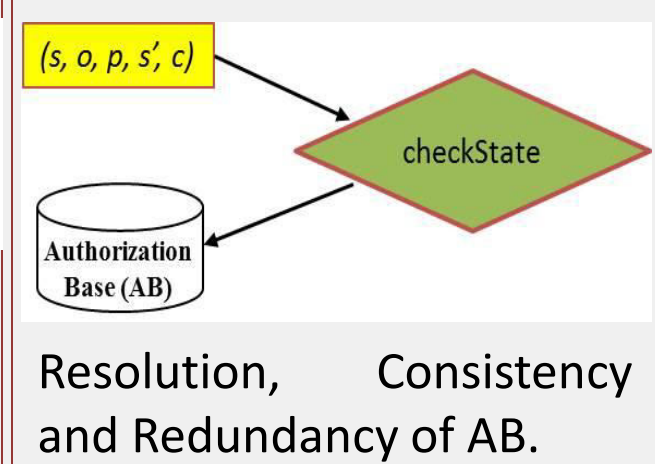 (s, o, p, s′, c)
checkState
Authorization
Base (AB)
Resolution, Consistency
and Redundancy of AB.